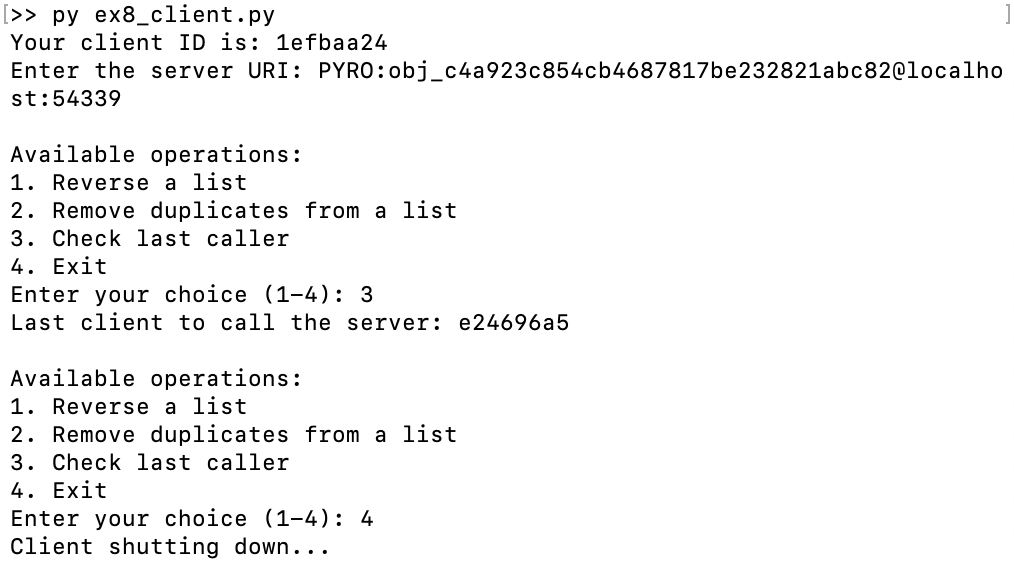 [>> py ex8_client.py ]
Your client ID is: 1efbaa24
Enter the server URI: PYRO:obj_c4a923c854cb4687817be232821abc82@localho
st:54339
Available operations:
1. Reverse a list
2. Remove duplicates from a list
3. Check last caller
4. Exit
Enter your choice (1-4): 3
Last client to call the server: e24696a5
Available operations:
1. Reverse a list
2. Remove duplicates from a list
3. Check last caller
4. Exit
Enter your choice (1-4): 4
Client shutting down...